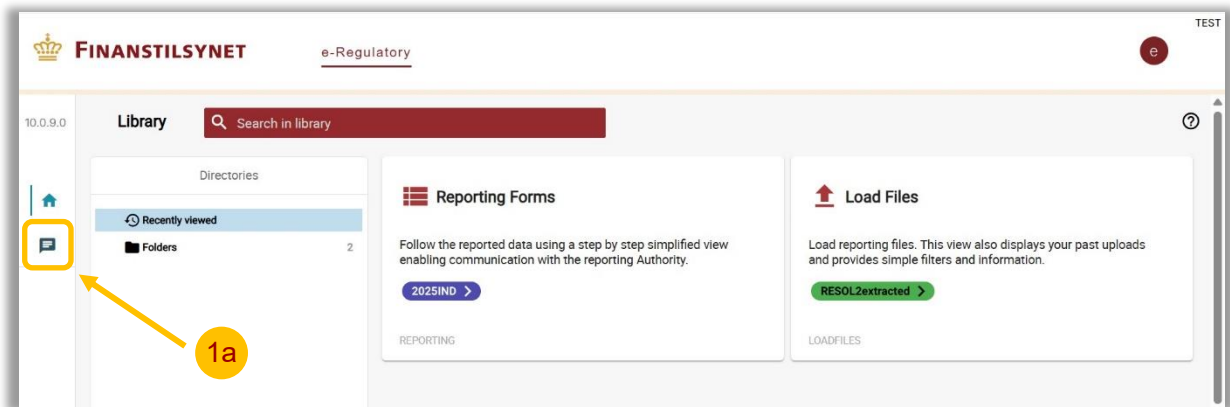 TEST
FINANSTILSYNET
e-Regulatory
e
10.0.9.0
Library
Search in library
Directories
Recently viewed
Folders 2
Reporting Forms
Follow the reported data using a step by step simplified view
enabling communication with the reporting Authority.
2025IND
REPORTING
Load Files
Load reporting files. This view also displays your past uploads
and provides simple filters and information.
RESOL2extracted
LOADFILES
1a